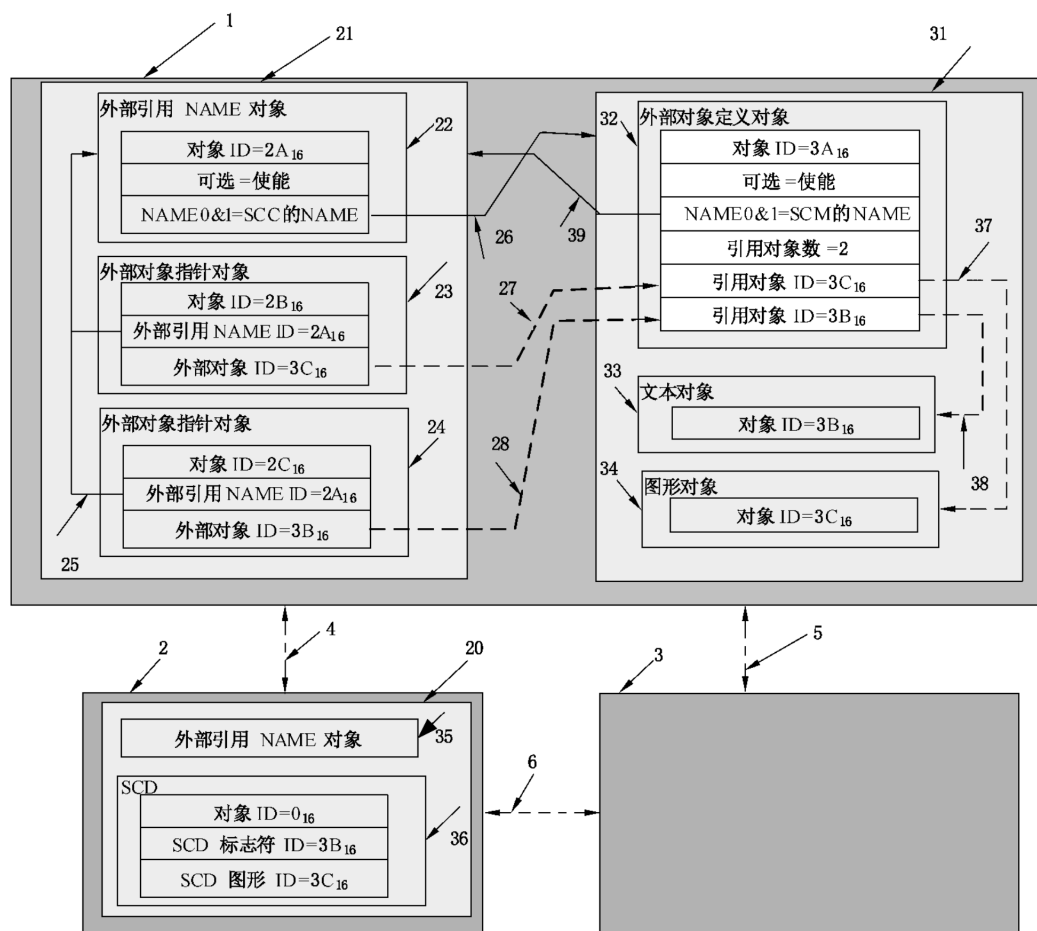 1
21
31
外部引用 NAME 对象
22
对象 ID=2A₁₆
可选=使能
NAME0&1=SCC的NAME
26
39
32
外部对象定义对象
对象 ID=3A₁₆
可选=使能
NAME0&1=SCM的NAME
引用对象数=2
引用对象 ID=3C₁₆
引用对象 ID=3B₁₆
37
外部对象指针对象
23
对象 ID=2B₁₆
外部引用NAME ID=2A₁₆
外部对象 ID=3C₁₆
27
外部对象指针对象
24
对象 ID=2C₁₆
外部引用NAME ID=2A₁₆
外部对象 ID=3B₁₆
25
28
33
文本对象
对象 ID=3B₁₆
38
34
图形对象
对象 ID=3C₁₆
4
5
2
20
3
外部引用 NAME 对象
35
6
SCD
对象 ID=0₁₆
SCD 标志符 ID=3B₁₆
SCD 图形 ID=3C₁₆
36